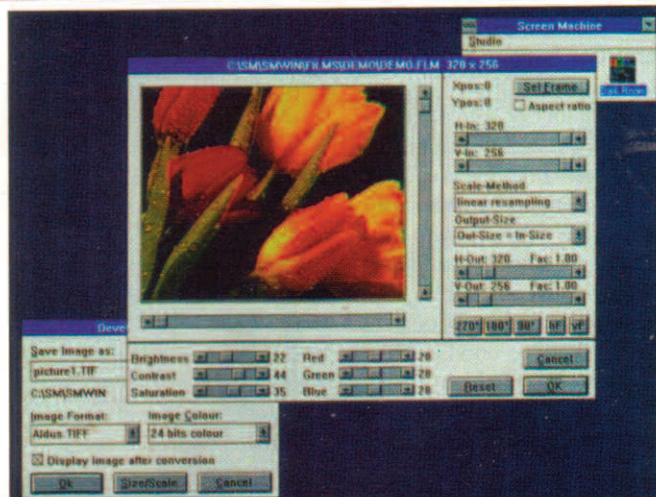 Screen Machine
Studio
C:\SM\SMWIN\FILMS\DEMO\DEMO.FLM 320 x 256
Xpos:0
Set Frame
Ypos:0
Aspect ratio
H-In: 320
V-In: 256
Scale-Method
linear resampling
Output-Size
Out-Size = In-Size
H-Out: 320 Fac: 1.00
V-Out: 256 Fac: 1.00
270° 180° 90° hF vF
Brightness 22
Red 20
Contrast 44
Green 20
Saturation 35
Blue 20
Cancel
Reset
OK
Save Image as:
picture1.TIF
C:\SM\SMWIN
Image Format:
Image Colour:
Aldus TIFF
24 bits colour
Display image after conversion
Ok
Size/Scale
Cancel